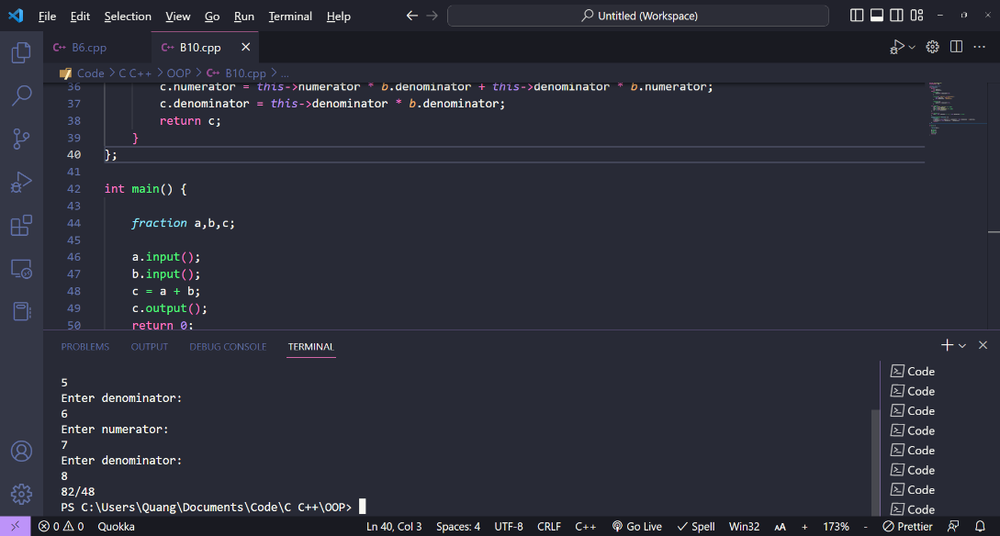 File Edit Selection View Go Run Terminal Help Untitled (Workspace)
B6.cpp B10.cpp
Code > C C++ > OOP > B10.cpp > ...
36 c.numerator = this->numerator * b.denominator + this->denominator * b.numerator;
37 c.denominator = this->denominator * b.denominator;
38 return c;
39 }
40 };
41
42 int main() {
43
44 fraction a,b,c;
45
46 a.input();
47 b.input();
48 c = a + b;
49 c.output();
50 return 0;
PROBLEMS OUTPUT DEBUG CONSOLE TERMINAL
5
Enter denominator:
6
Enter numerator:
7
Enter denominator:
8
82/48
PS C:\Users\Quang\Documents\Code\C C++\OOP>
Code
Code
Code
Code
Code
Code
Code
Code
0 0 Quokka Ln 40, Col 3 Spaces: 4 UTF-8 CRLF C++ Go Live Spell Win32 AA + 173% - Prettier